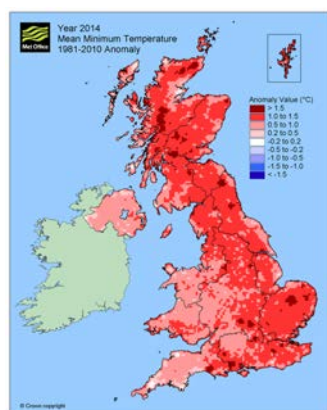 Met Office
Year 2014
Mean Minimum Temperature
1981-2010 Anomaly
Anomaly Value (°C)
> 1.5
1.0 to 1.5
0.5 to 1.0
0.2 to 0.5
-0.2 to 0.2
-0.5 to -0.2
-1.0 to -0.5
-1.5 to -1.0
< -1.5
© Crown copyright